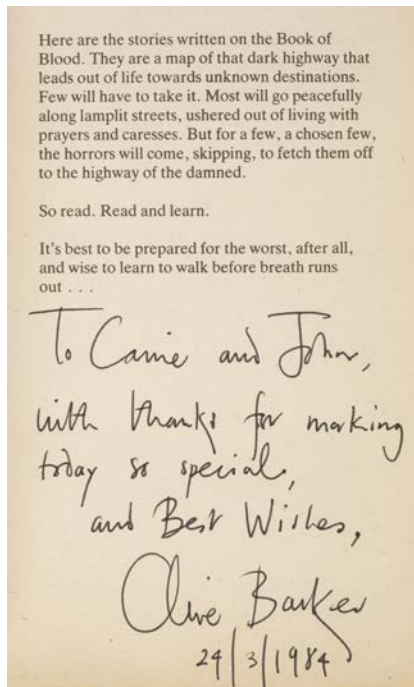 Here are the stories written on the Book of
Blood. They are a map of that dark highway that
leads out of life towards unknown destinations.
Few will have to take it. Most will go peacefully
along lamplit streets, ushered out of living with
prayers and caresses. But for a few, a chosen few,
the horrors will come, skipping, to fetch them off
to the highway of the damned.
So read. Read and learn.
It's best to be prepared for the worst, after all,
and wise to learn to walk before breath runs
out . . .
To Carrie and John,
with thanks for making
today so special,
and Best Wishes,
Clive Barker
24/3/1984